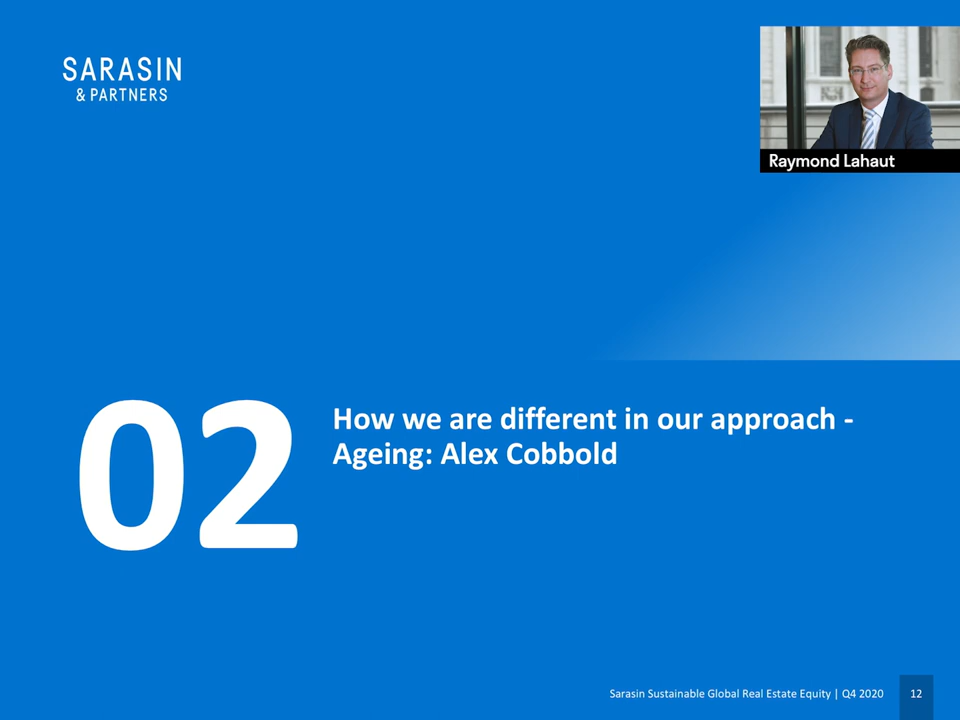 SARASIN
& PARTNERS
Raymond Lahaut
02
How we are different in our approach -
Ageing: Alex Cobbold
Sarasin Sustainable Global Real Estate Equity | Q4 2020
12